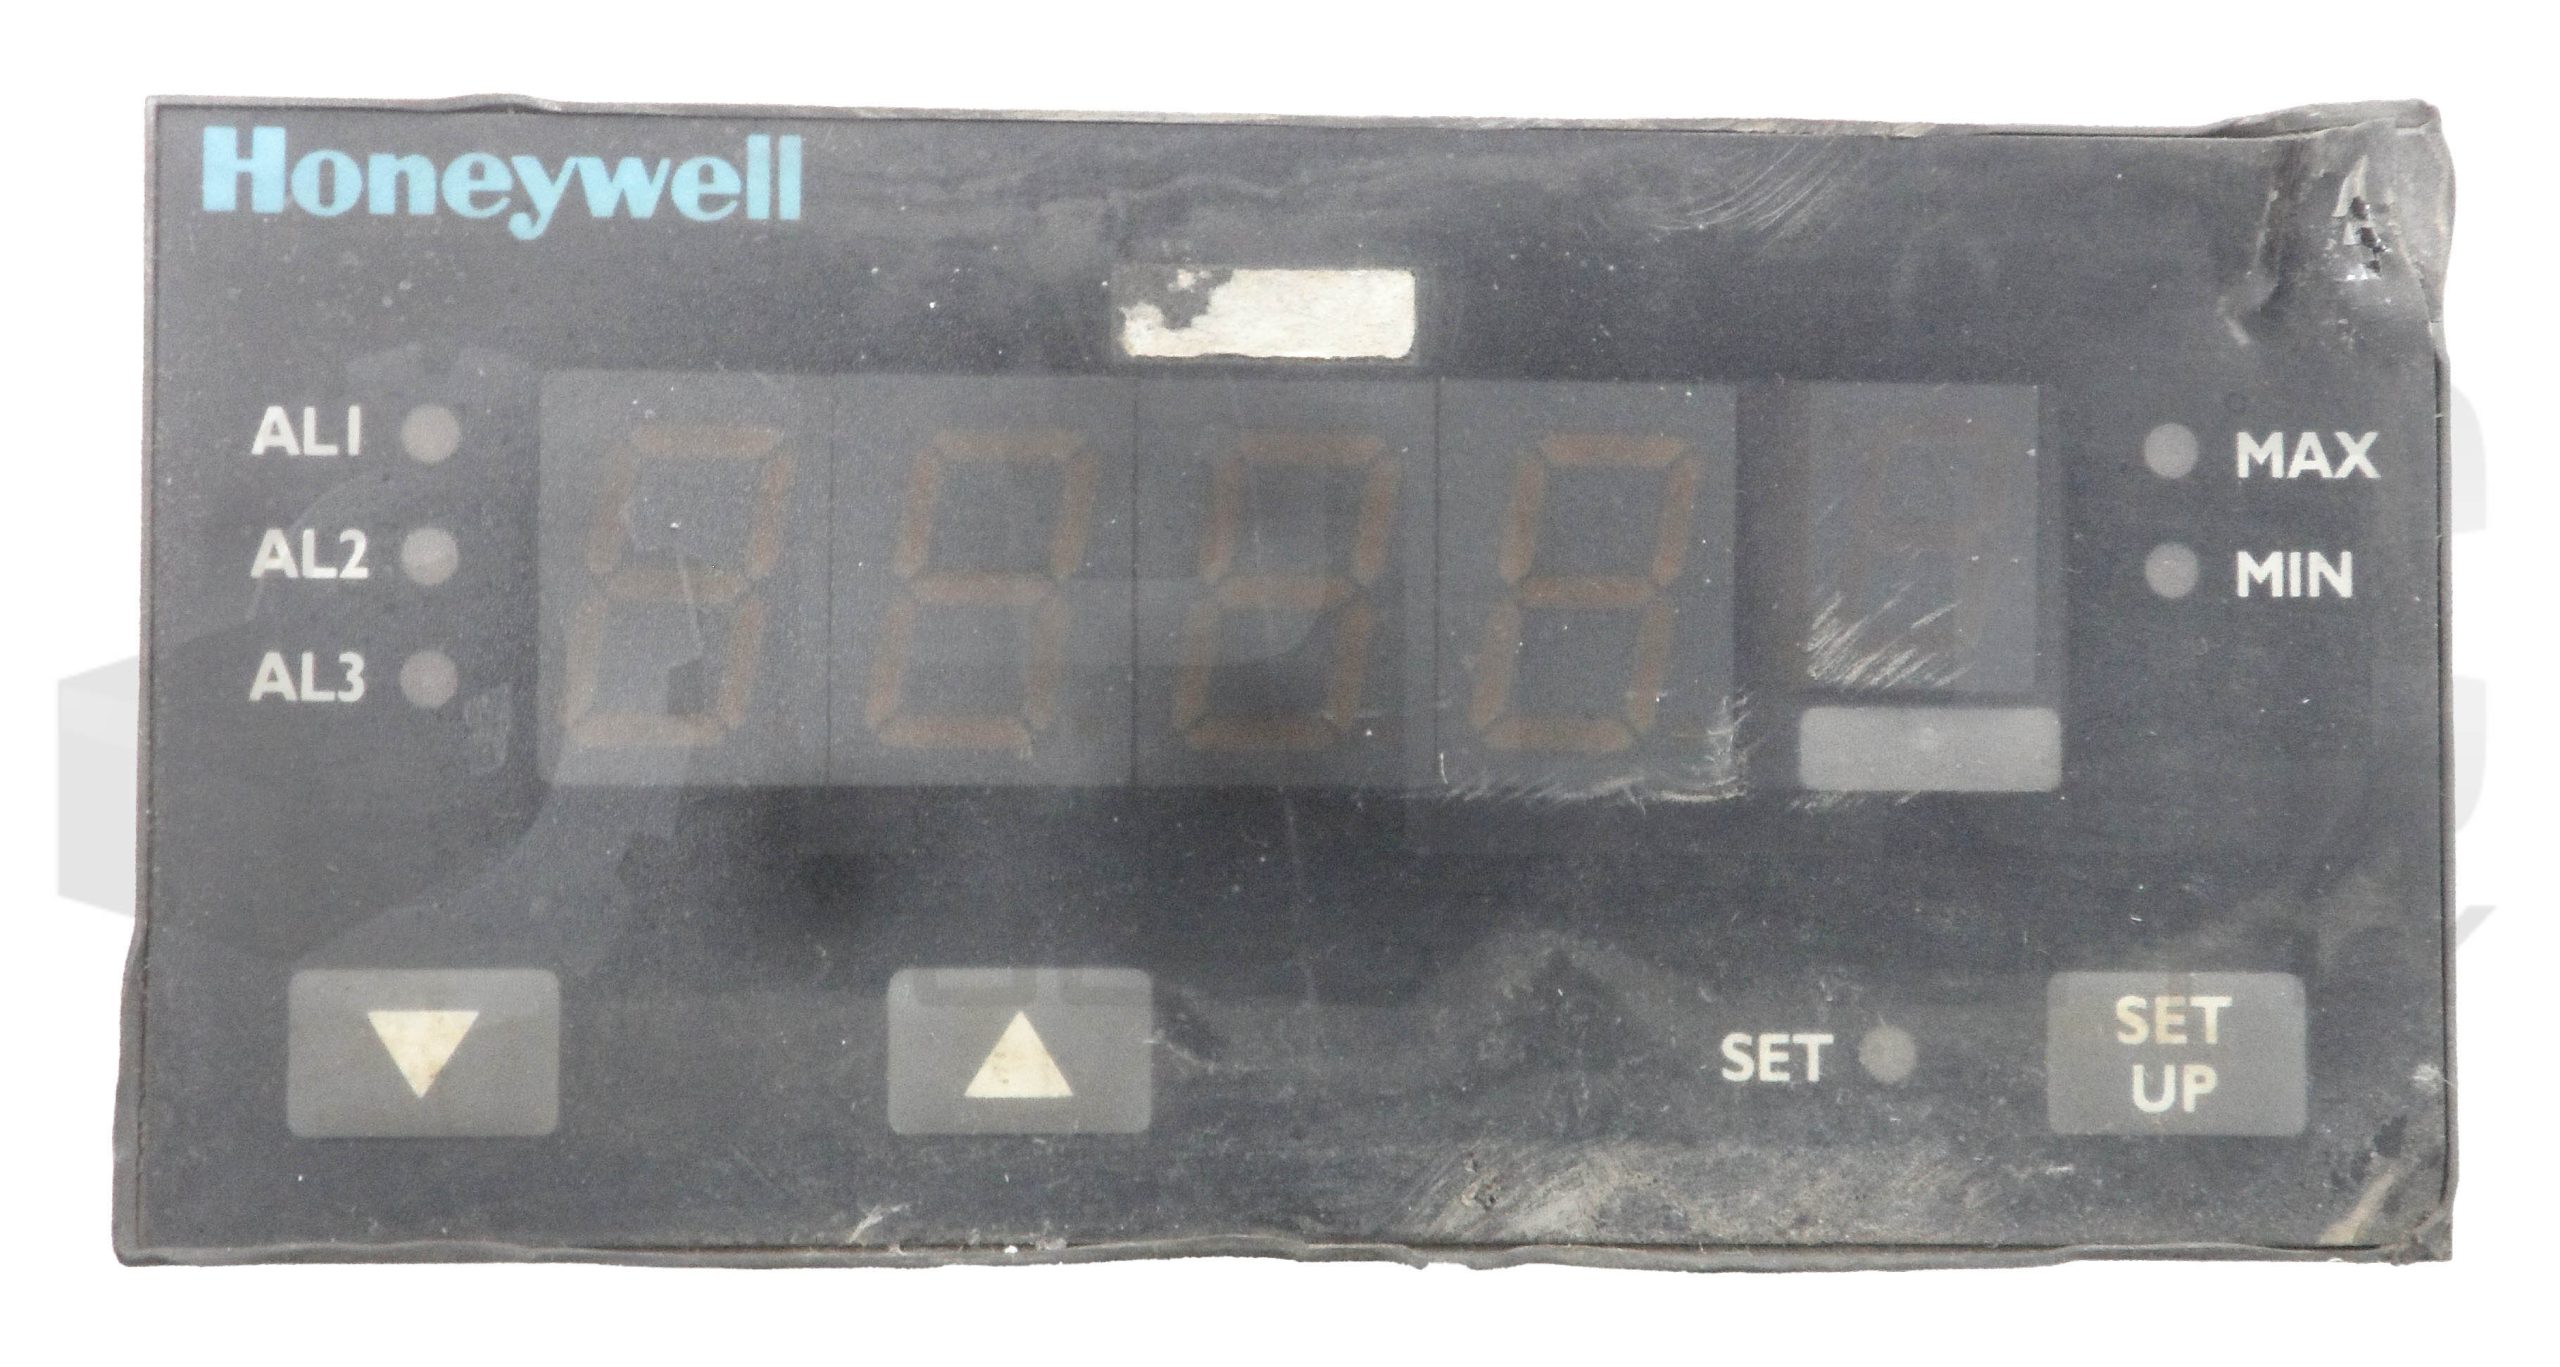 Honeywell
AL1
MAX
AL2
MIN
AL3
SET
SET
UP